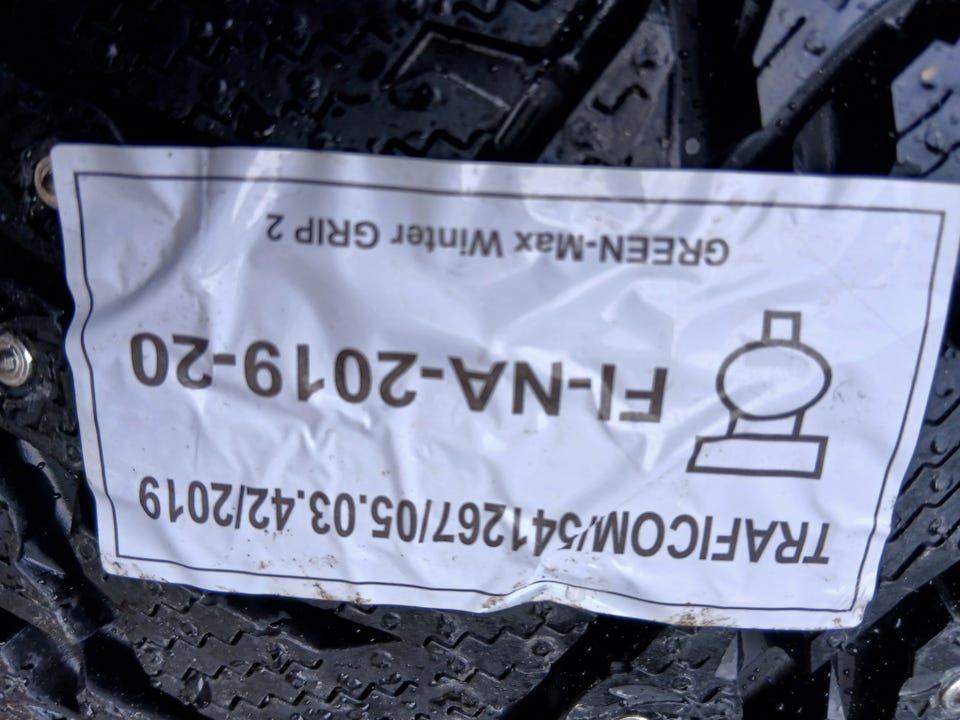 TRAFICOM/541267/05.03.42/2019
FI-NA-2019-20
GREEN-Max Winter GRIP 2